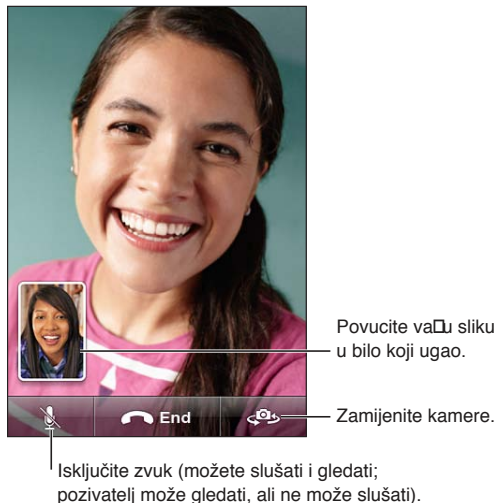 Povucite va□u sliku
u bilo koji ugao.
End
Zamijenite kamere.
Isključite zvuk (možete slušati i gledati;
pozivatelj može gledati, ali ne može slušati).